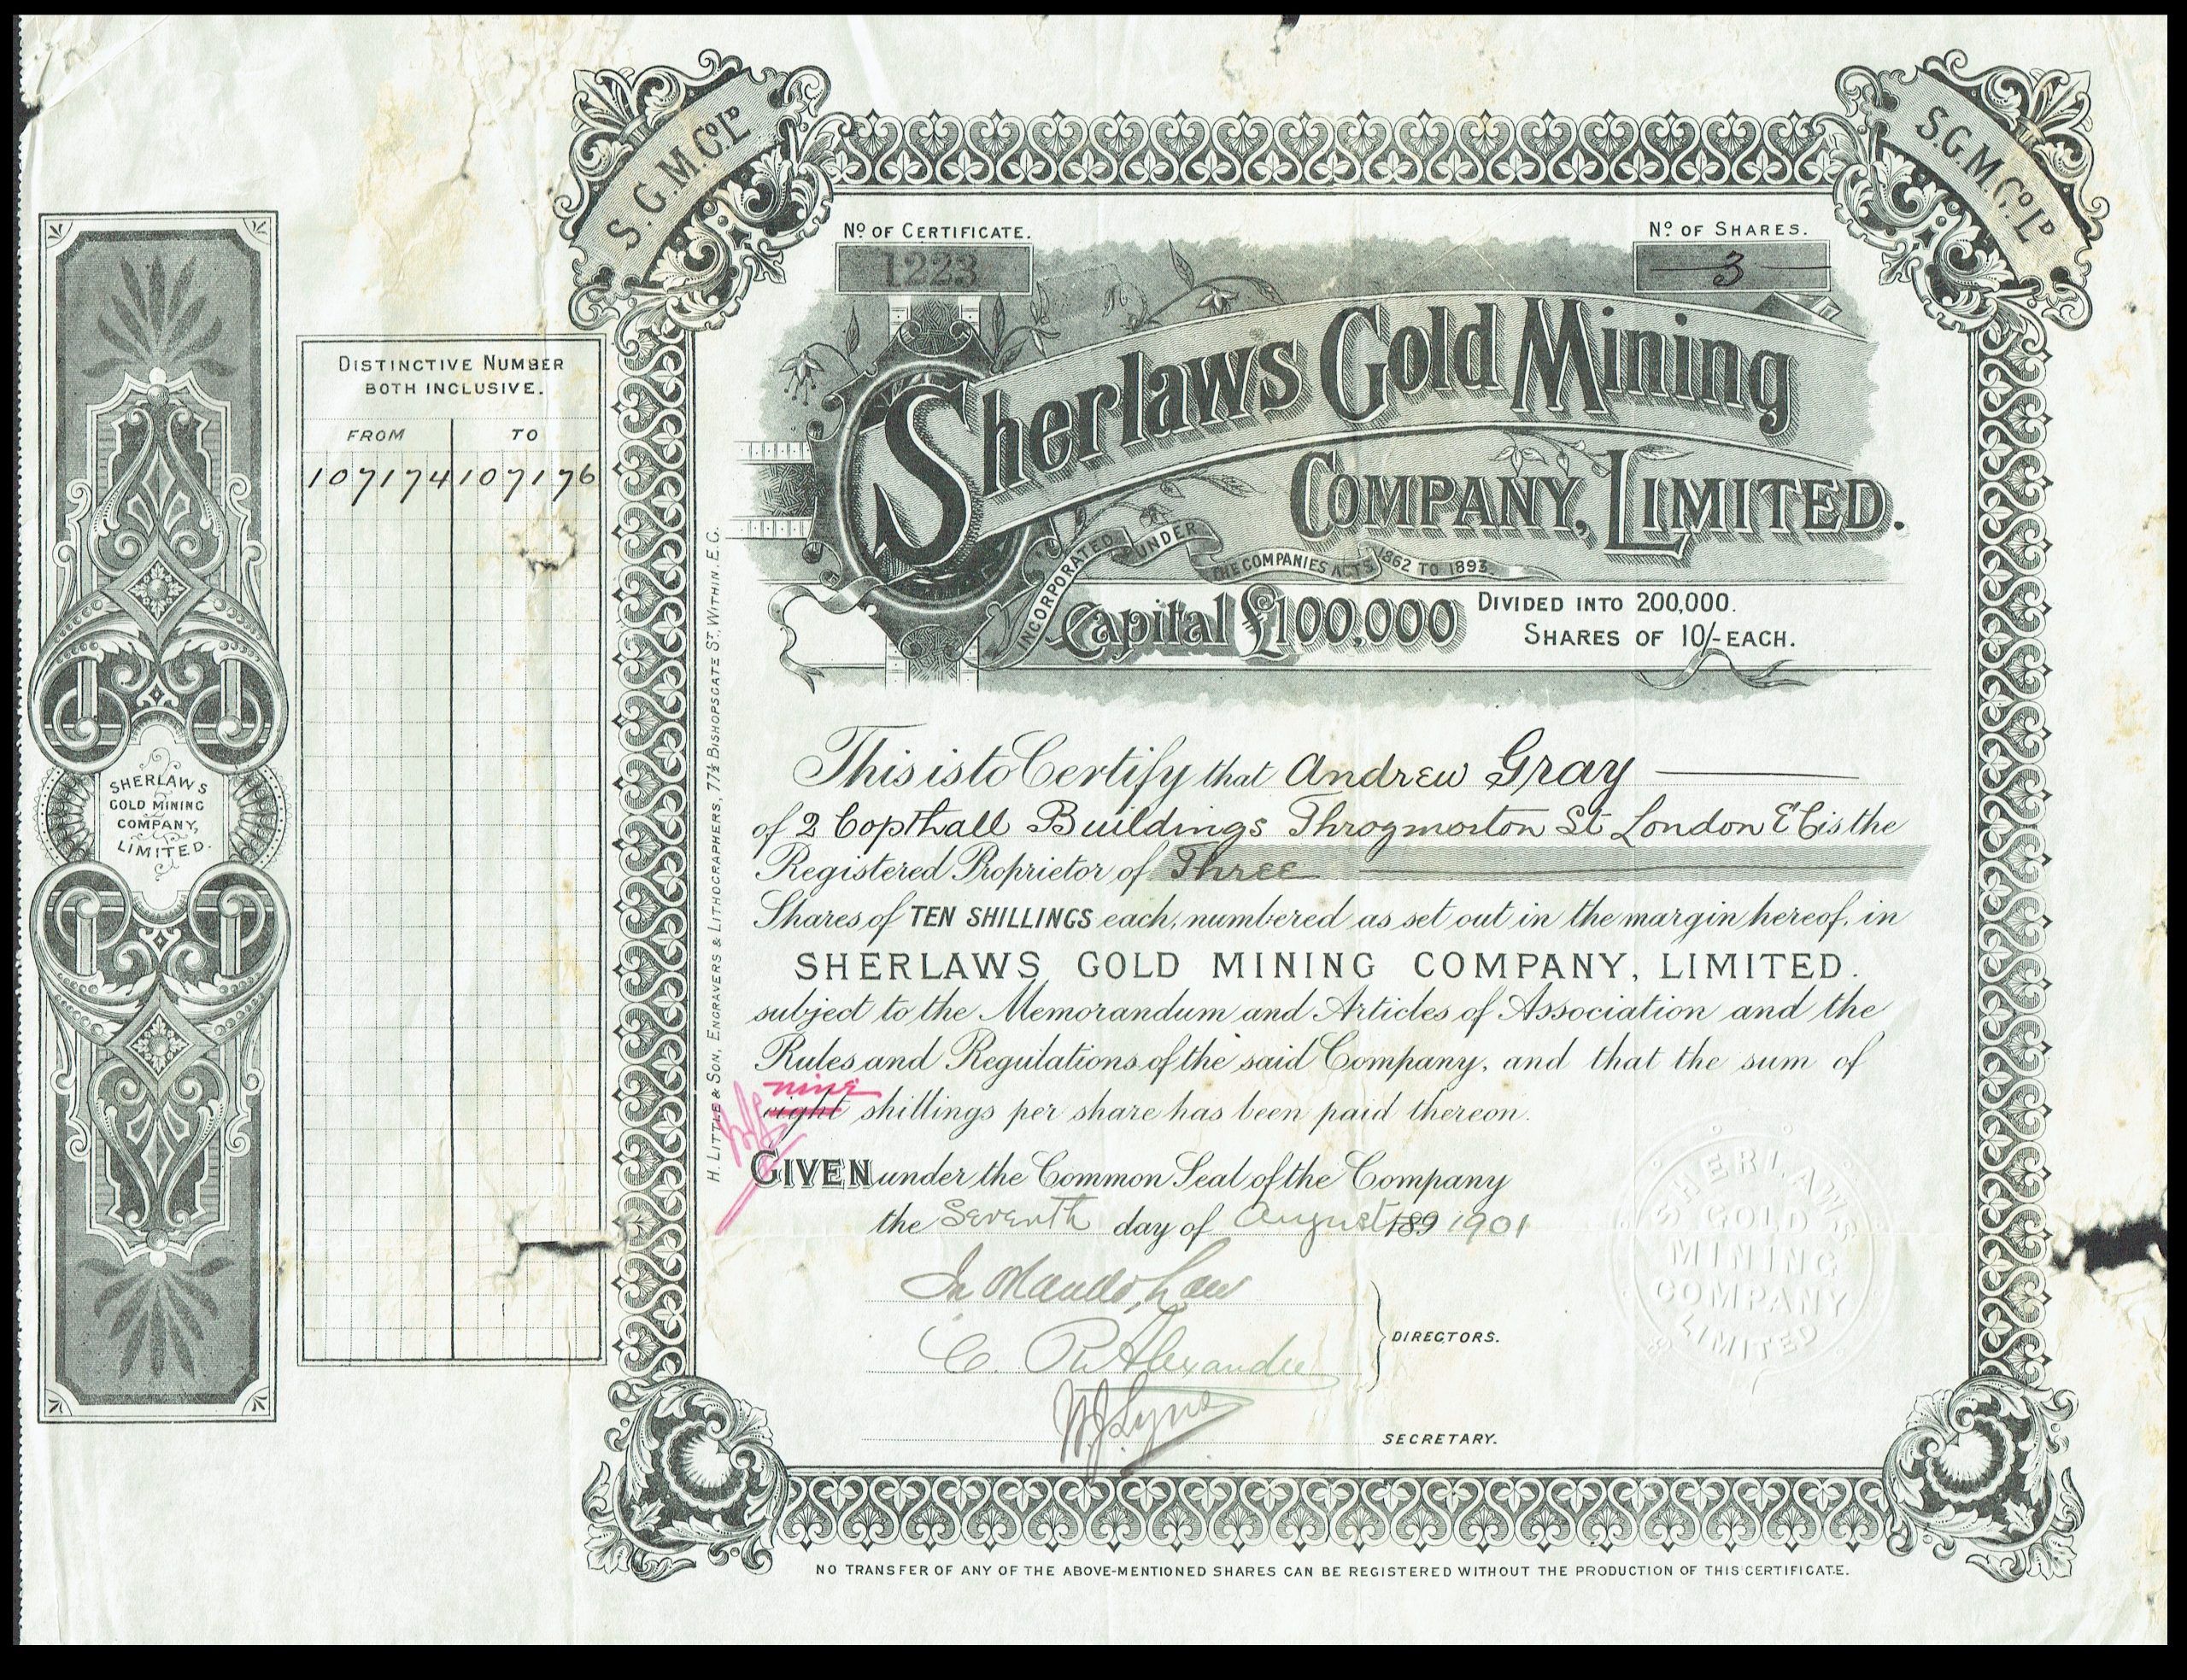 S.G.M.Co.LD
S.G.M.Co.LD
No OF CERTIFICATE.
1223
No OF SHARES.
3
Sherlaws Gold Mining
COMPANY, LIMITED.
INCORPORATED UNDER THE COMPANIES ACTS 1862 TO 1893.
Capital £100,000 DIVIDED INTO 200,000.
SHARES OF 10/- EACH.
DISTINCTIVE NUMBER
BOTH INCLUSIVE.
FROM TO
107174 107176
SHERLAWS
GOLD MINING
COMPANY,
LIMITED.
H. LITTLE & SON, ENGRAVERS & LITHOGRAPHERS, 77½ BISHOPSGATE ST. WITHIN. E.C.
This is to Certify that Andrew Gray
of 2 Copthall Buildings Throgmorton St London E C is the
Registered Proprietor of Three
Shares of TEN SHILLINGS each, numbered as set out in the margin hereof, in
SHERLAWS GOLD MINING COMPANY, LIMITED.
subject to the Memorandum and Articles of Association and the
Rules and Regulations of the said Company, and that the sum of
nine
eight shillings per share has been paid thereon.
GIVEN under the Common Seal of the Company
the Seventh day of August 189 1901
C. Alexander
DIRECTORS.
W.J. Lyns
SECRETARY.
SHERLAWS
GOLD
MINING
COMPANY
LIMITED
NO TRANSFER OF ANY OF THE ABOVE-MENTIONED SHARES CAN BE REGISTERED WITHOUT THE PRODUCTION OF THIS CERTIFICATE.